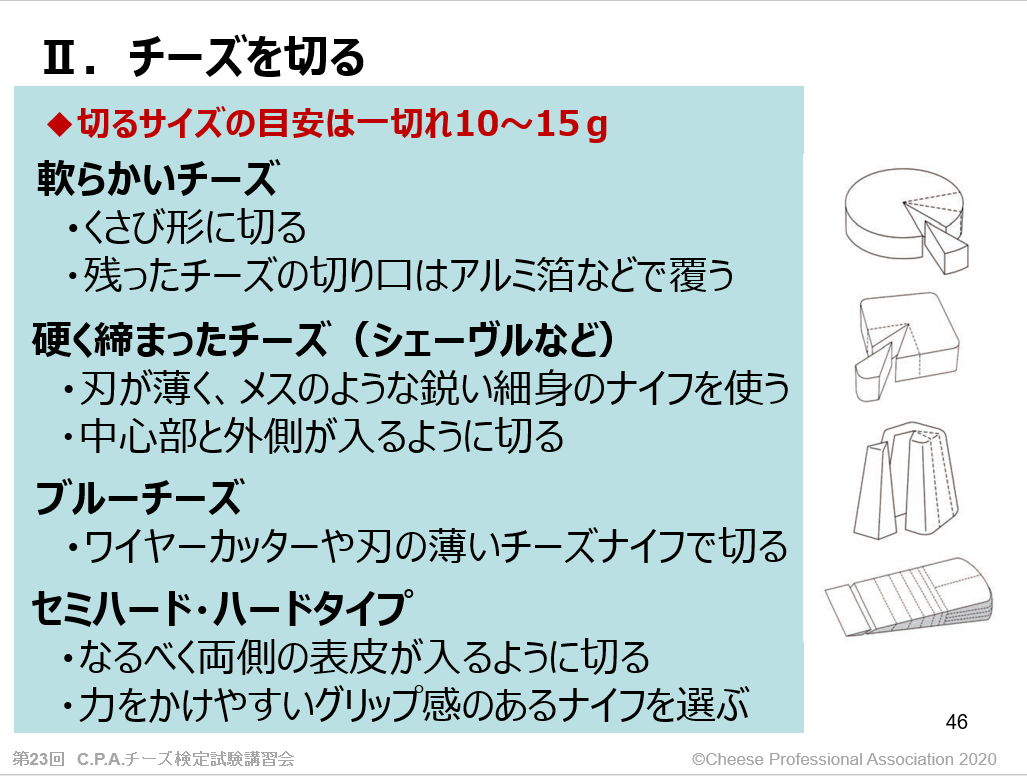 Ⅱ．チーズを切る
◆切るサイズの目安は一切れ10～15ｇ
軟らかいチーズ
・くさび形に切る
・残ったチーズの切り口はアルミ箔などで覆う
硬く締まったチーズ（シェーヴルなど）
・刃が薄く、メスのような鋭い細身のナイフを使う
・中心部と外側が入るように切る
ブルーチーズ
・ワイヤーカッターや刃の薄いチーズナイフで切る
セミハード・ハードタイプ
・なるべく両側の表皮が入るように切る
・力をかけやすいグリップ感のあるナイフを選ぶ
46
第23回 C.P.A.チーズ検定試験講習会
©Cheese Professional Association 2020